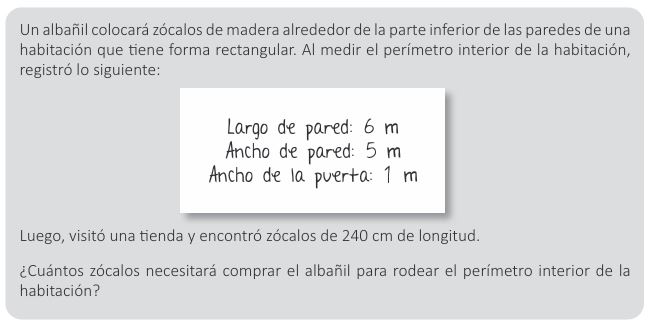 Un albañil colocará zócalos de madera alrededor de la parte inferior de las paredes de una
habitación que tiene forma rectangular. Al medir el perímetro interior de la habitación,
registró lo siguiente:
Largo de pared: 6 m
Ancho de pared: 5 m
Ancho de la puerta: 1 m
Luego, visitó una tienda y encontró zócalos de 240 cm de longitud.
¿Cuántos zócalos necesitará comprar el albañil para rodear el perímetro interior de la
habitación?